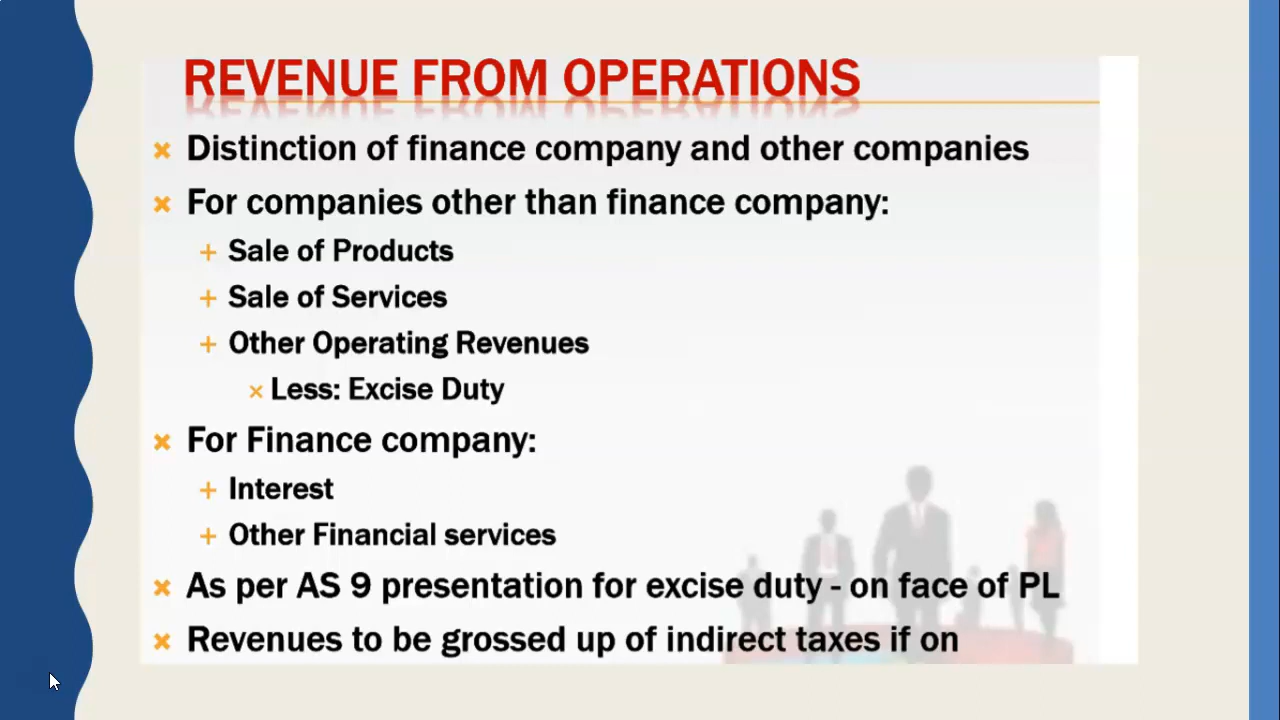 REVENUE FROM OPERATIONS
Distinction of finance company and other companies
For companies other than finance company:
Sale of Products
Sale of Services
Other Operating Revenues
Less: Excise Duty
For Finance company:
Interest
Other Financial services
As per AS 9 presentation for excise duty - on face of PL
Revenues to be grossed up of indirect taxes if on